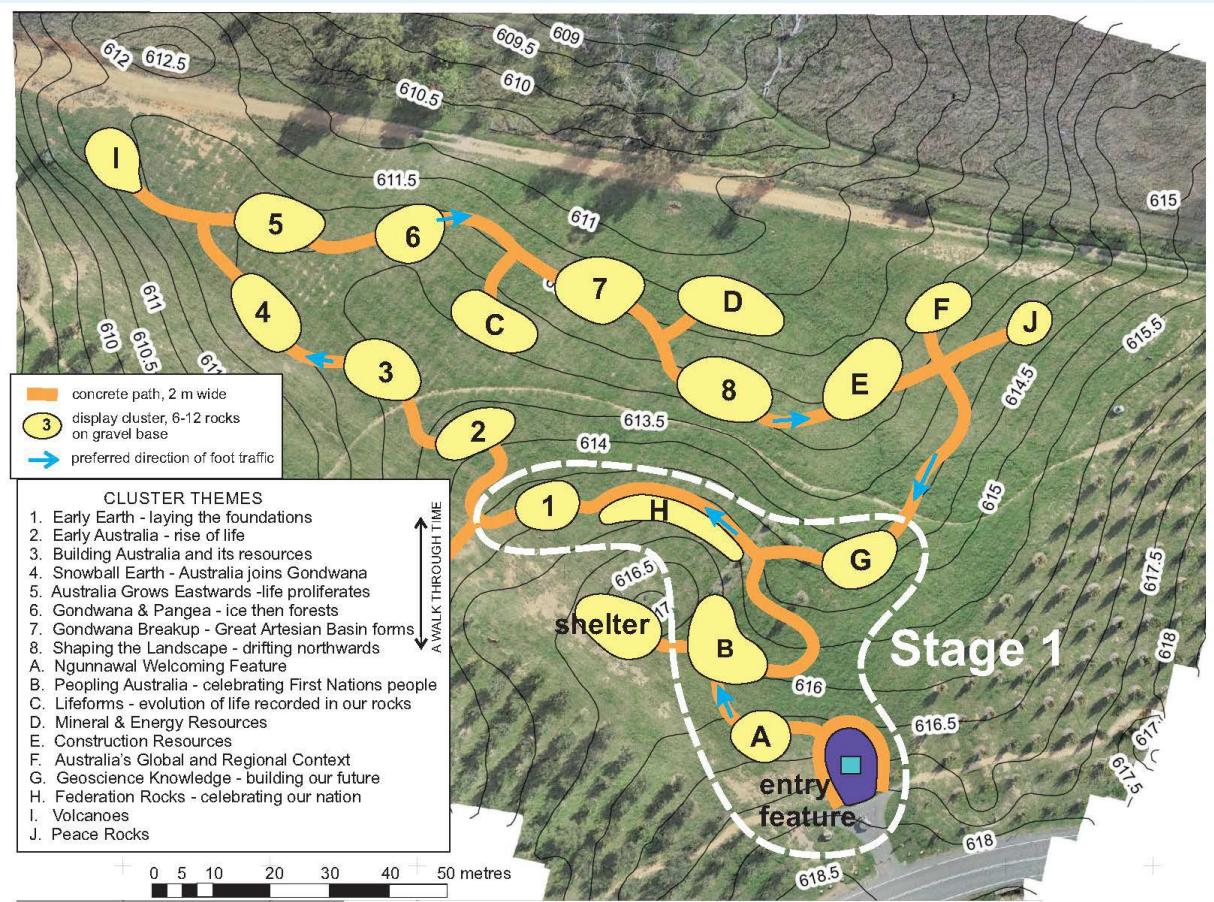 609
609.5
612
612.5
610
610.5
I
611.5
615
611
5
6
7
D
F
J
611
4
C
610
610.5
615.5
611
3
E
8
614.5
concrete path, 2 m wide
3
display cluster, 6-12 rocks
on gravel base
preferred direction of foot traffic
2
613.5
614
615
CLUSTER THEMES
1. Early Earth - laying the foundations
2. Early Australia - rise of life
3. Building Australia and its resources
4. Snowball Earth - Australia joins Gondwana
5. Australia Grows Eastwards -life proliferates
6. Gondwana & Pangea - ice then forests
7. Gondwana Breakup - Great Artesian Basin forms
8. Shaping the Landscape - drifting northwards
A. Ngunnawal Welcoming Feature
B. Peopling Australia - celebrating First Nations people
C. Lifeforms - evolution of life recorded in our rocks
D. Mineral & Energy Resources
E. Construction Resources
F. Australia's Global and Regional Context
G. Geoscience Knowledge - building our future
H. Federation Rocks - celebrating our nation
I. Volcanoes
J. Peace Rocks
A WALK THROUGH TIME
1
H
G
616.5
617.5
17
shelter
618
B
Stage 1
616
616.5
A
617.5
entry
feature
618
618.5
0 10 20 30 40 50 metres